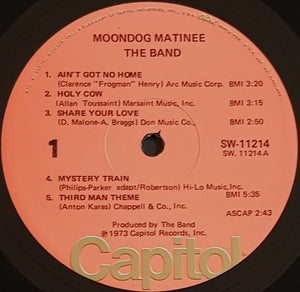 MOONDOG MATINEE
THE BAND
1. AIN'T GOT NO HOME
(Clarence "Frogman" Henry) Arc Music Corp. BMI 3:20
2. HOLY COW
(Allan Toussaint) Marsaint Music, Inc. BMI 3:15
3. SHARE YOUR LOVE
(D. Malone-A. Braggs) Don Music Co. BMI 2:50
1
SW-11214
SW. 11214 A
4. MYSTERY TRAIN
(Philips-Parker adapt/Robertson) Hi-Lo Music, Inc.
BMI 5:35
5. THIRD MAN THEME
(Anton Karas) Chappell & Co., Inc.
ASCAP 2:43
Produced by The Band
℗ 1973 Capitol Records, Inc.
Capitol